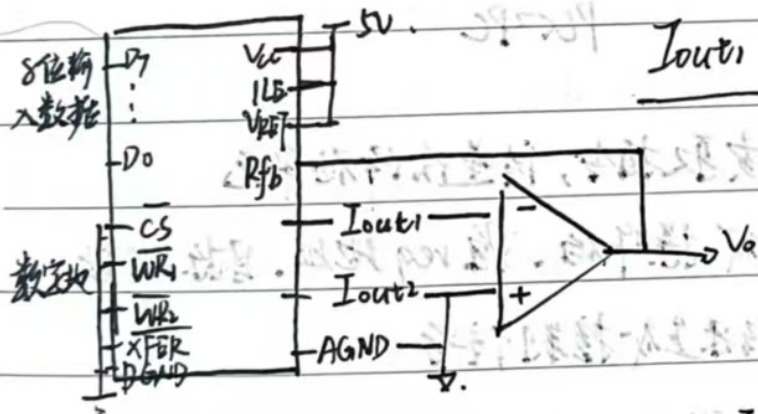 5V.
8位输
入数据
D7
D0
Vcc
ILE
VREF
Rfb
Iout1
CS
WR1
WR2
XFER
DGND
数字地
Iout1
Iout2
AGND
-
+
Vo